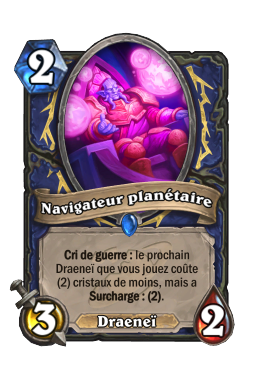 2
Navigateur planétaire
Cri de guerre : le prochain
Draeneï que vous jouez coûte
(2) cristaux de moins, mais a
Surcharge : (2).
3
Draeneï
2